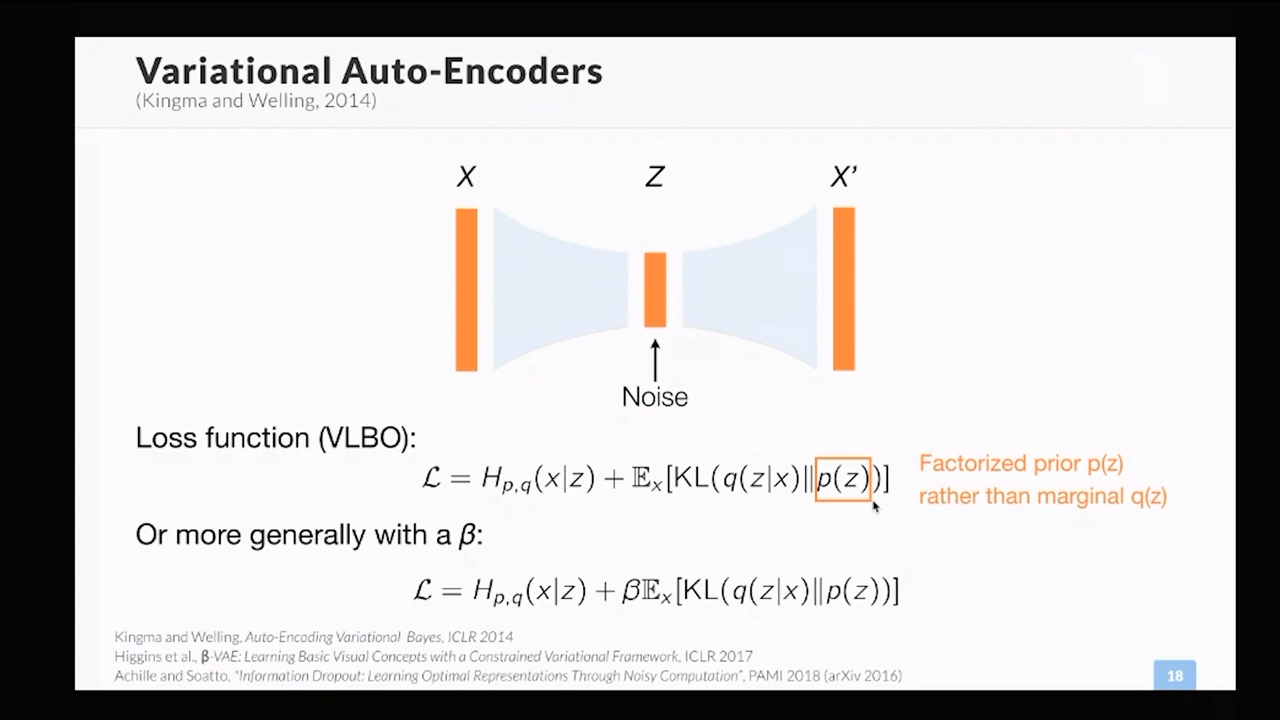 Variational Auto-Encoders
(Kingma and Welling, 2014)
X Z X’
Noise
Loss function (VLBO):
ℒ = H_{p,q}(x|z) + 𝔼_x[KL(q(z|x)‖p(z))]
Factorized prior p(z)
rather than marginal q(z)
Or more generally with a β:
ℒ = H_{p,q}(x|z) + β𝔼_x[KL(q(z|x)‖p(z))]
Kingma and Welling, Auto-Encoding Variational Bayes, ICLR 2014
Higgins et al., β-VAE: Learning Basic Visual Concepts with a Constrained Variational Framework, ICLR 2017
Achille and Soatto, “Information Dropout: Learning Optimal Representations Through Noisy Computation”, PAMI 2018 (arXiv 2016)
18